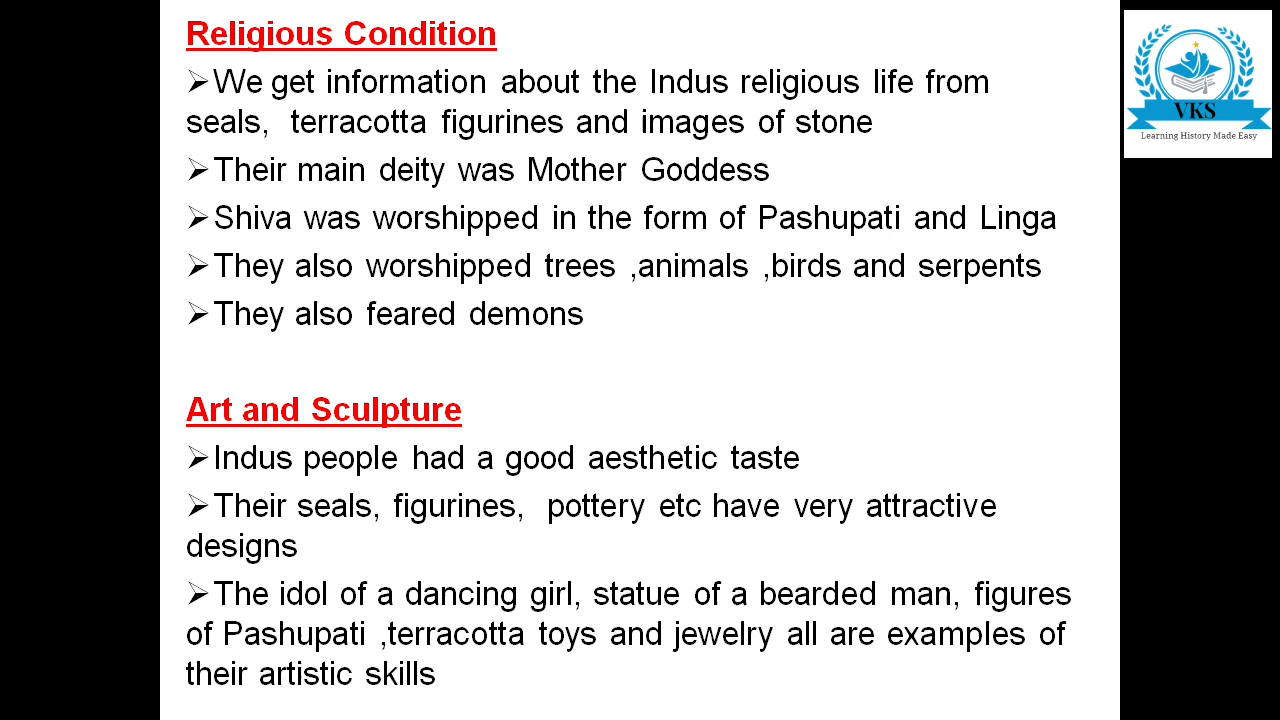 Religious Condition
➢We get information about the Indus religious life from
seals, terracotta figurines and images of stone
➢Their main deity was Mother Goddess
➢Shiva was worshipped in the form of Pashupati and Linga
➢They also worshipped trees ,animals ,birds and serpents
➢They also feared demons
Art and Sculpture
➢Indus people had a good aesthetic taste
➢Their seals, figurines, pottery etc have very attractive
designs
➢The idol of a dancing girl, statue of a bearded man, figures
of Pashupati ,terracotta toys and jewelry all are examples of
their artistic skills
VKS
Learning History Made Easy